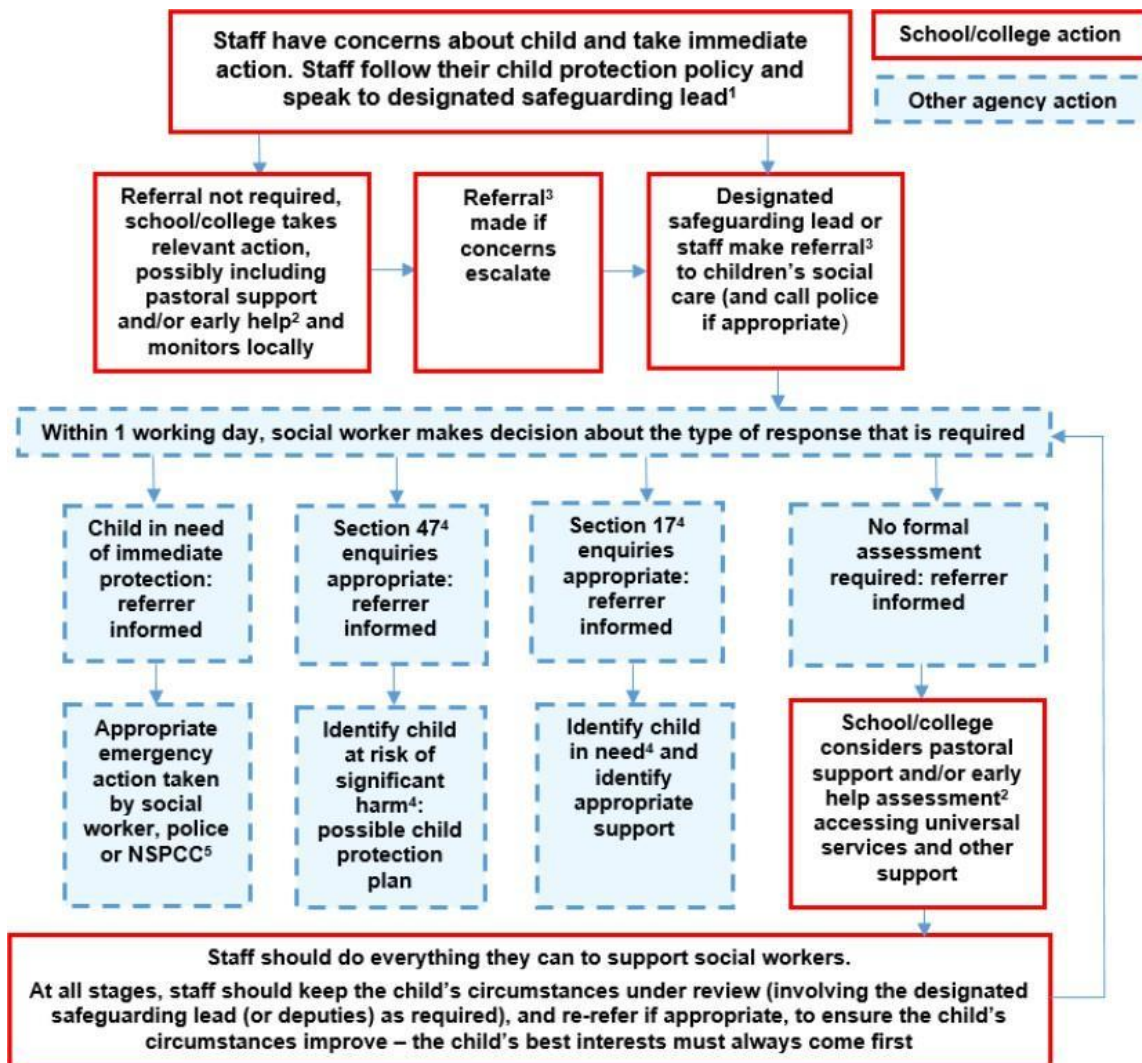 Staff have concerns about child and take immediate
action. Staff follow their child protection policy and
speak to designated safeguarding lead¹
School/college action
Other agency action
Referral not required,
school/college takes
relevant action,
possibly including
pastoral support
and/or early help² and
monitors locally
Referral³
made if
concerns
escalate
Designated
safeguarding lead or
staff make referral³
to children's social
care (and call police
if appropriate)
Within 1 working day, social worker makes decision about the type of response that is required
Child in need
of immediate
protection:
referrer
informed
Section 47⁴
enquiries
appropriate:
referrer
informed
Section 17⁴
enquiries
appropriate:
referrer
informed
No formal
assessment
required: referrer
informed
Appropriate
emergency
action taken
by social
worker, police
or NSPCC⁵
Identify child
at risk of
significant
harm⁴:
possible child
protection
plan
Identify child
in need⁴ and
identify
appropriate
support
School/college
considers pastoral
support and/or early
help assessment²
accessing universal
services and other
support
Staff should do everything they can to support social workers.
At all stages, staff should keep the child's circumstances under review (involving the designated
safeguarding lead (or deputies) as required), and re-refer if appropriate, to ensure the child's
circumstances improve – the child's best interests must always come first